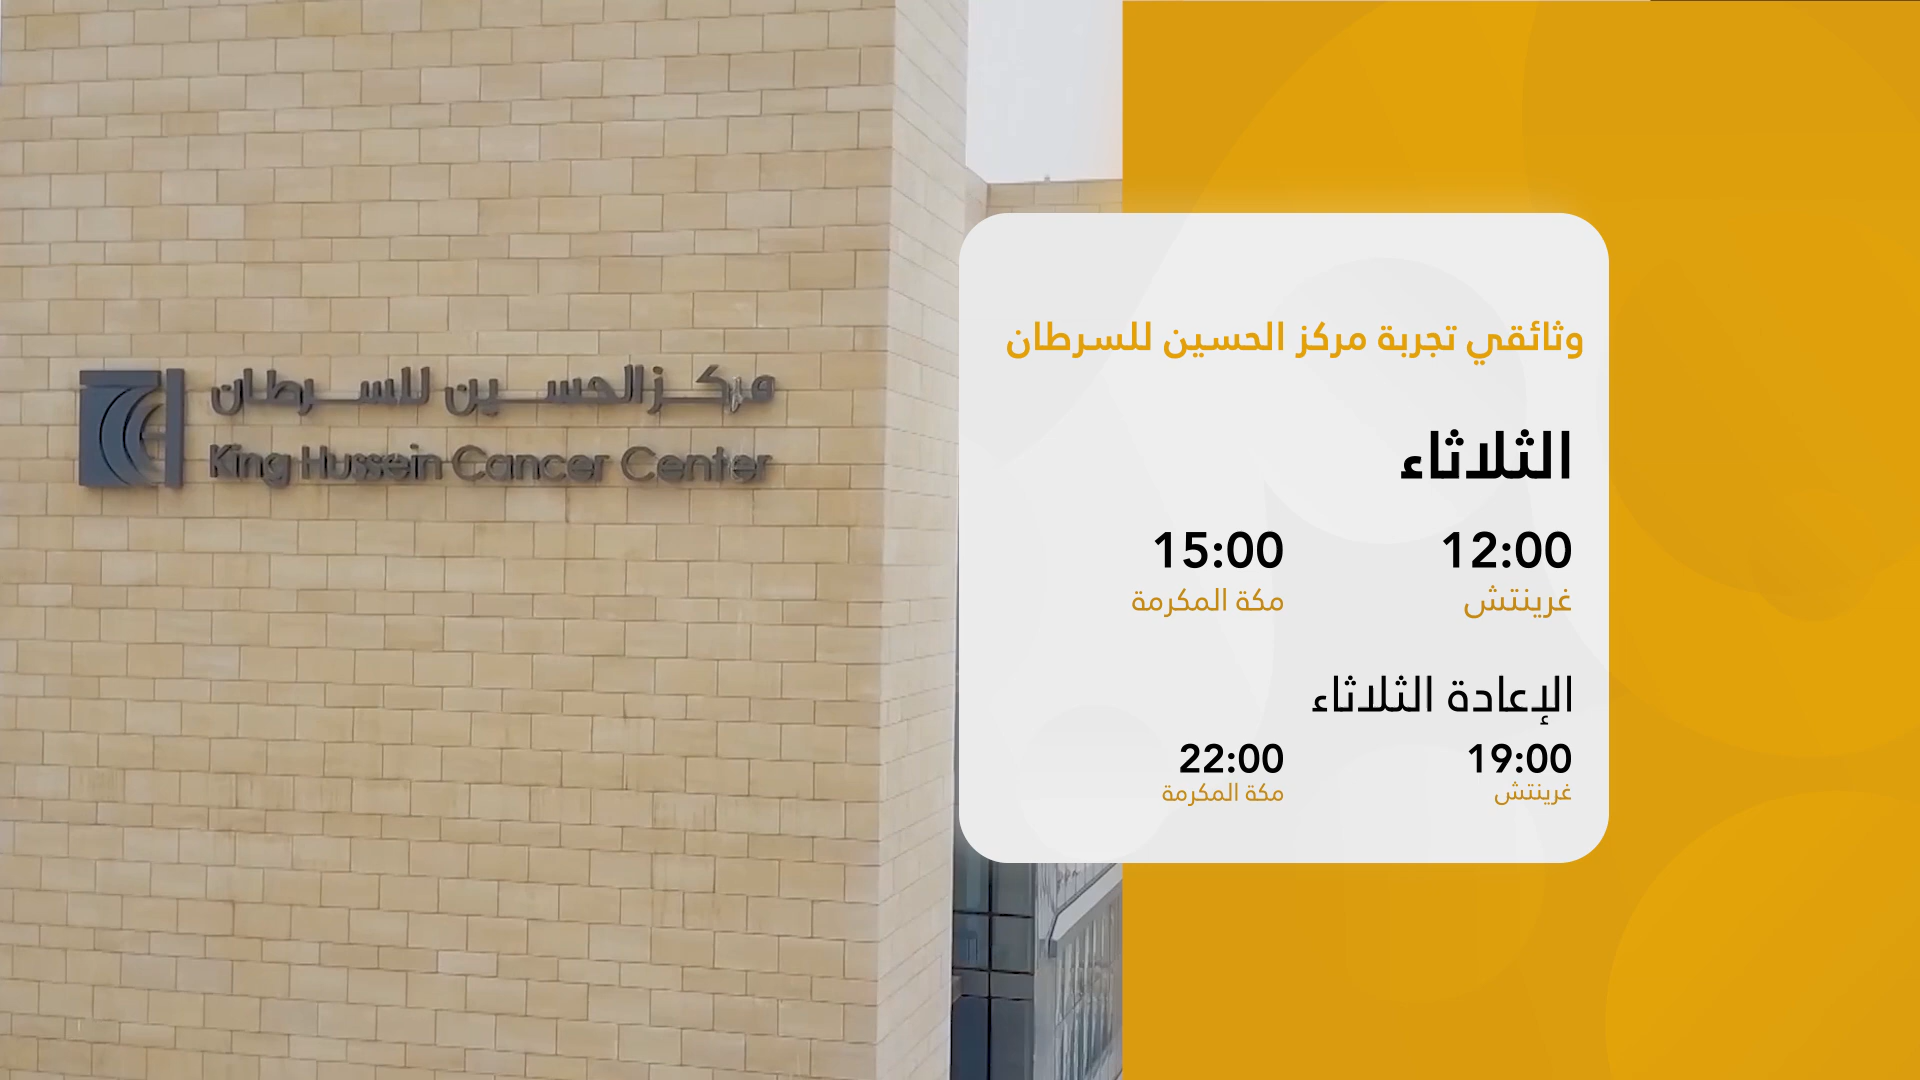 مركز الحسين للسرطان
King Hussein Cancer Center
وثائقي تجربة مركز الحسين للسرطان
الثلاثاء
12:00 15:00
غرينتش مكة المكرمة
الإعادة الثلاثاء
19:00 22:00
غرينتش مكة المكرمة